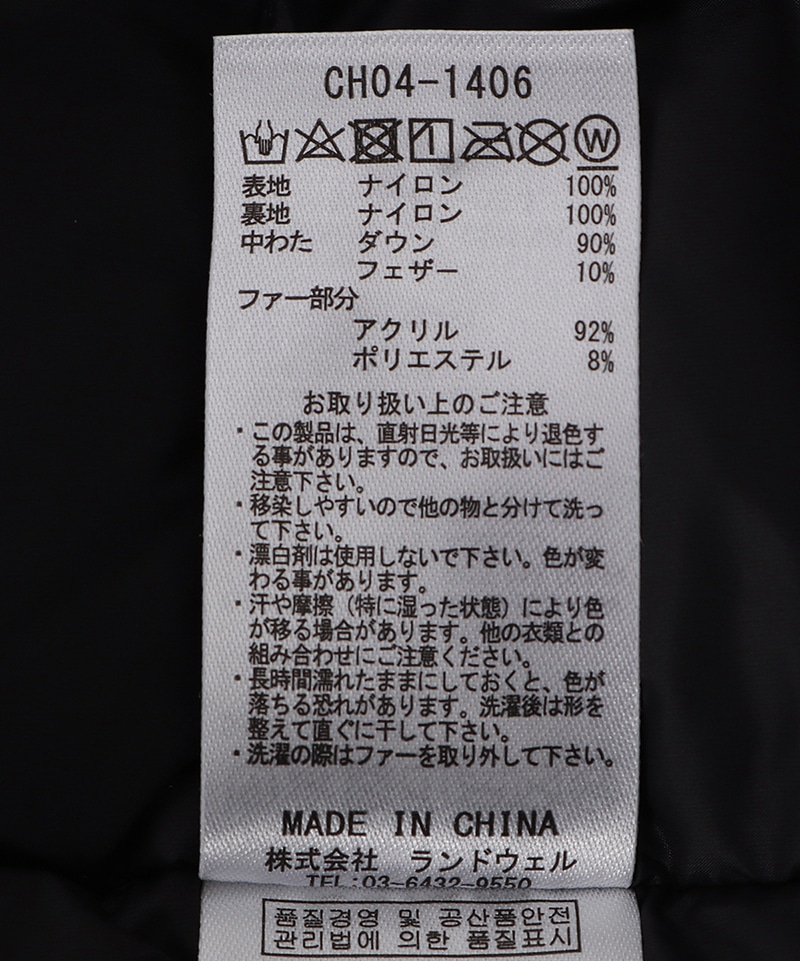 CH04-1406
W
表地 ナイロン 100%
裏地 ナイロン 100%
中わた ダウン 90%
フェザー 10%
ファー部分
アクリル 92%
ポリエステル 8%
お取り扱い上のご注意
・この製品は、直射日光等により退色す
る事がありますので、お取扱いにはご
注意下さい。
・移染しやすいので他の物と分けて洗っ
て下さい。
・漂白剤は使用しないで下さい。色が変
わる事があります。
・汗や摩擦（特に湿った状態）により色
が移る場合があります。他の衣類との
組み合わせにご注意ください。
・長時間濡れたままにしておくと、色が
落ちる恐れがあります。洗濯後は形を
整えて直ぐに干して下さい。
・洗濯の際はファーを取り外して下さい。
MADE IN CHINA
株式会社 ランドウェル
TEL:03-6432-9550
품질경영 및 공산품안전
관리법에 의한 품질표시